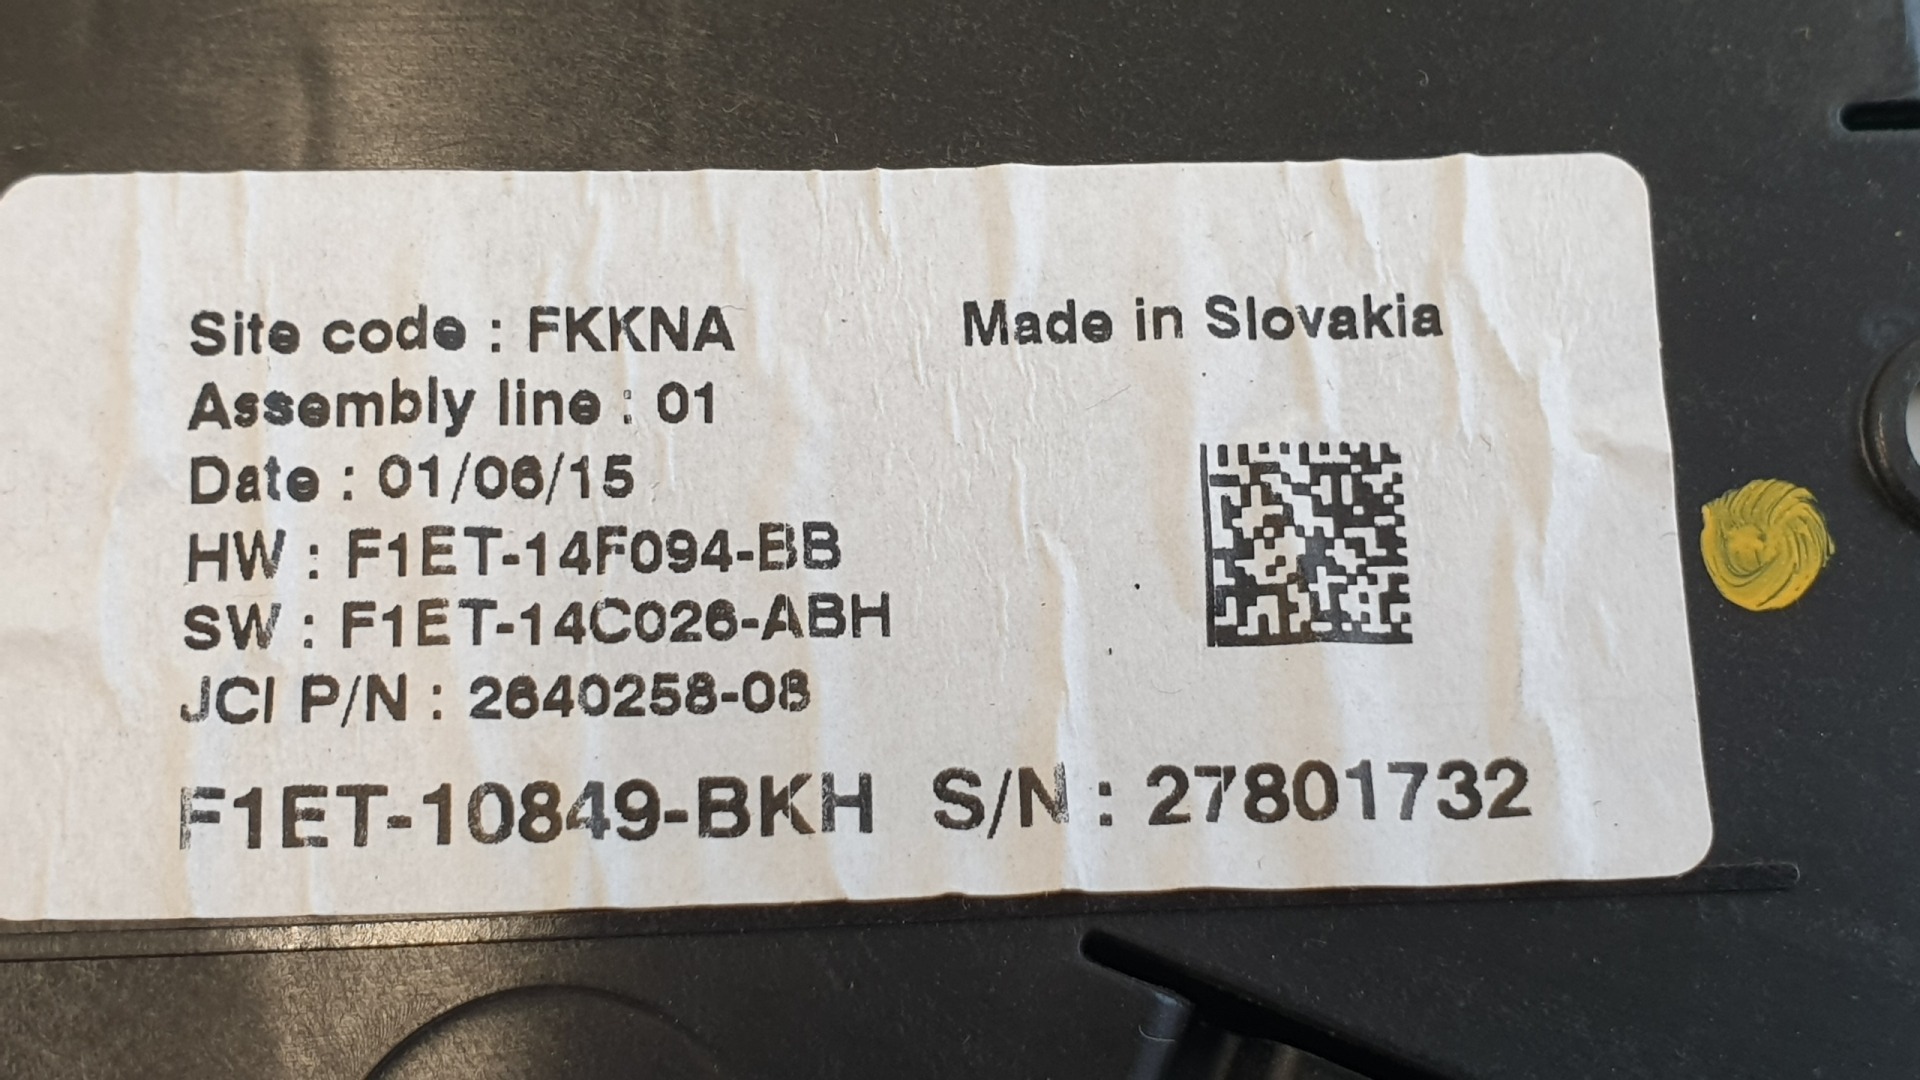 Site code : FKKNA
Made in Slovakia
Assembly line : 01
Date : 01/06/15
HW : F1ET-14F094-BB
SW : F1ET-14C026-ABH
JCI P/N : 2640258-08
F1ET-10849-BKH S/N : 27801732